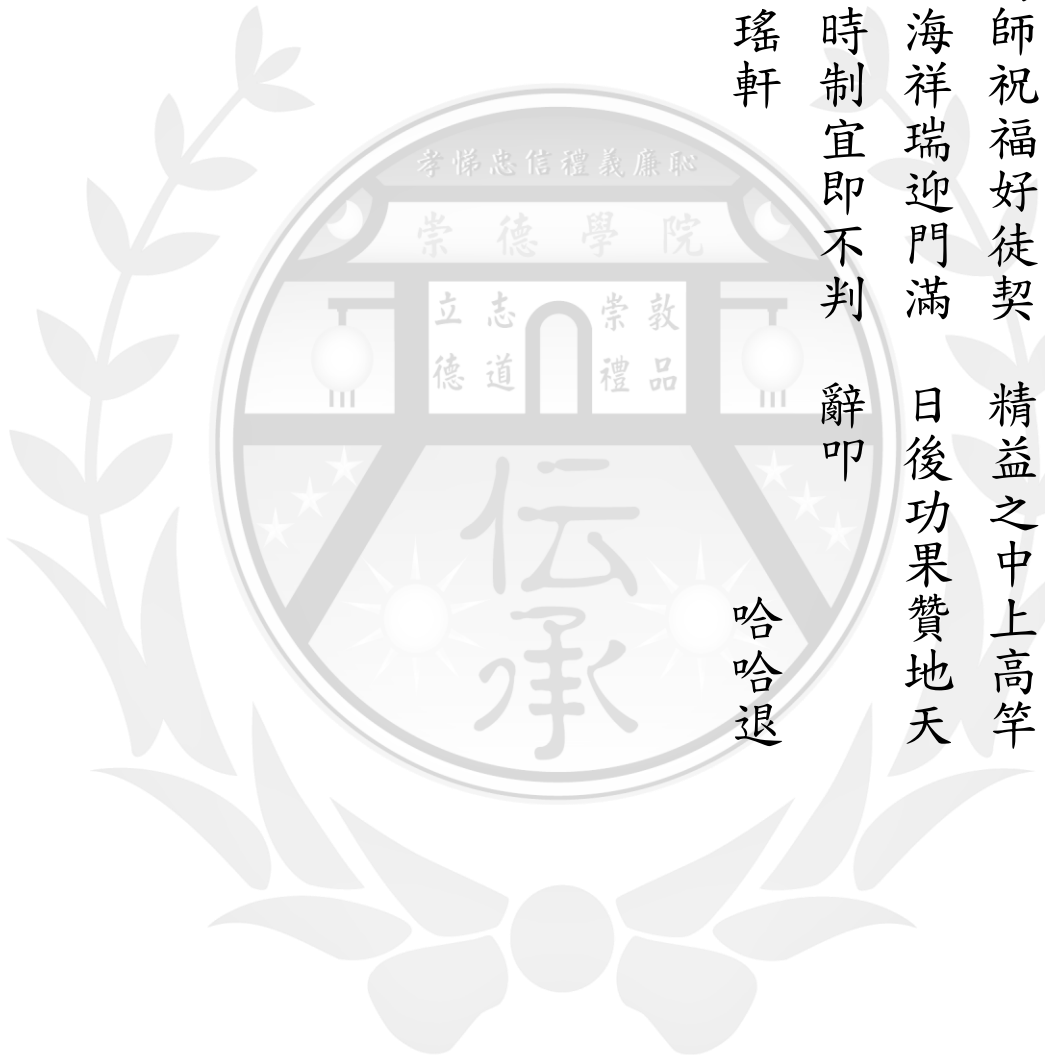 師祝福好徒契　精益之中上高竿
海祥瑞迎門滿　日後功果贊地天
時制宜即不判　辭叩
瑤軒　哈哈退
孝悌忠信禮義廉恥
崇德學院
立志 崇敦
德道 禮品
伝承